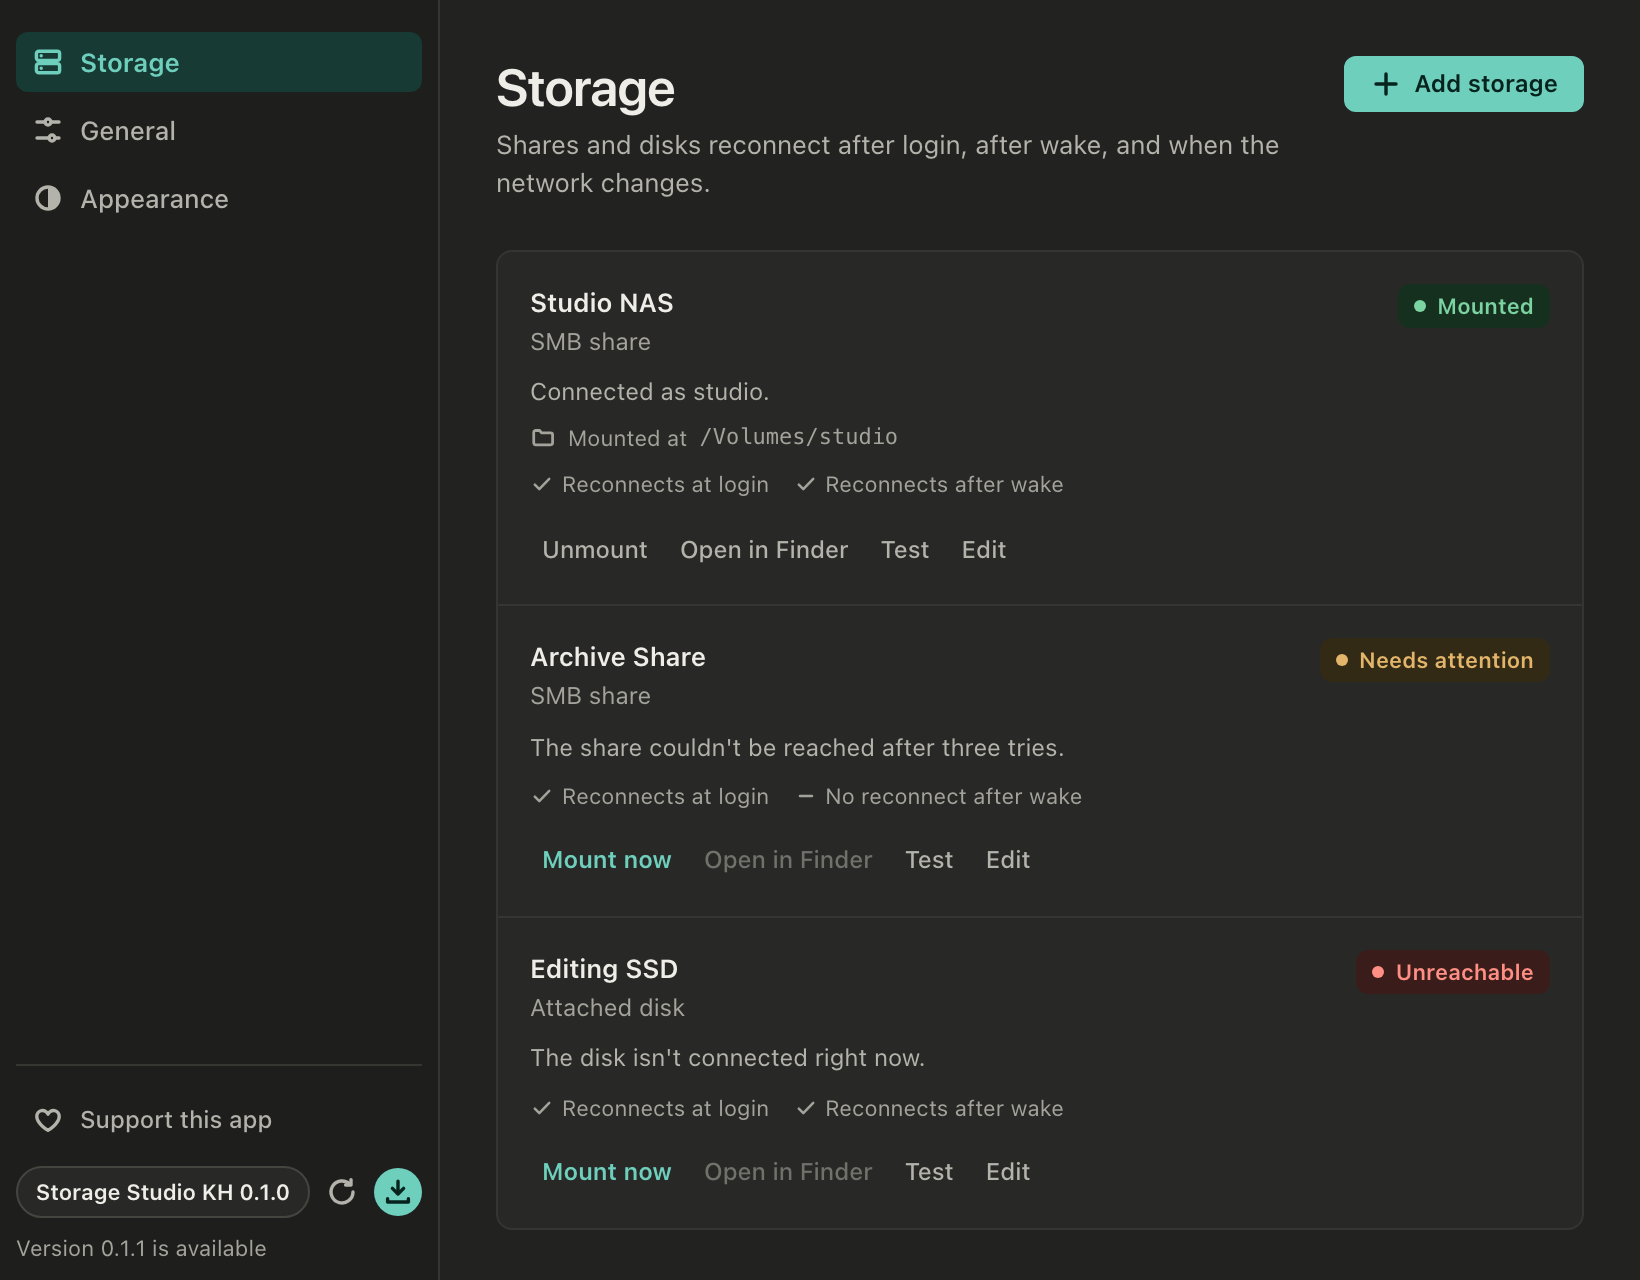 Storage
General
Appearance
Support this app
Storage Studio KH 0.1.0
Version 0.1.1 is available
Storage
Add storage
Shares and disks reconnect after login, after wake, and when the
network changes.
Studio NAS
Mounted
SMB share
Connected as studio.
Mounted at /Volumes/studio
Reconnects at login Reconnects after wake
Unmount Open in Finder Test Edit
Archive Share
Needs attention
SMB share
The share couldn't be reached after three tries.
Reconnects at login No reconnect after wake
Mount now Open in Finder Test Edit
Editing SSD
Unreachable
Attached disk
The disk isn't connected right now.
Reconnects at login Reconnects after wake
Mount now Open in Finder Test Edit